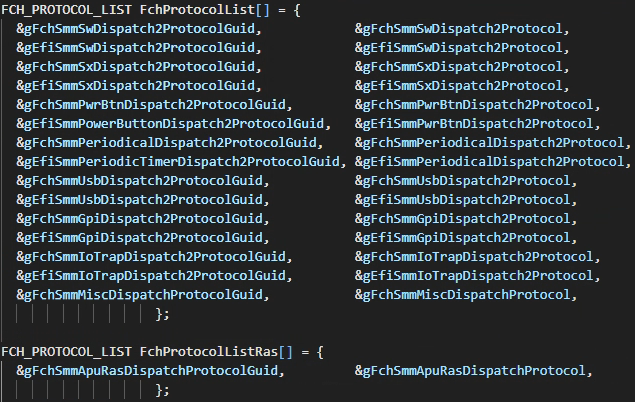 FCH_PROTOCOL_LIST FchProtocolList[] = {
&gFchSmmSwDispatch2ProtocolGuid, &gFchSmmSwDispatch2Protocol,
&gEfiSmmSwDispatch2ProtocolGuid, &gEfiSmmSwDispatch2Protocol,
&gFchSmmSxDispatch2ProtocolGuid, &gFchSmmSxDispatch2Protocol,
&gEfiSmmSxDispatch2ProtocolGuid, &gEfiSmmSxDispatch2Protocol,
&gFchSmmPwrBtnDispatch2ProtocolGuid, &gFchSmmPwrBtnDispatch2Protocol,
&gEfiSmmPowerButtonDispatch2ProtocolGuid, &gEfiSmmPwrBtnDispatch2Protocol,
&gFchSmmPeriodicalDispatch2ProtocolGuid, &gFchSmmPeriodicalDispatch2Protocol,
&gEfiSmmPeriodicTimerDispatch2ProtocolGuid, &gEfiSmmPeriodicalDispatch2Protocol,
&gFchSmmUsbDispatch2ProtocolGuid, &gFchSmmUsbDispatch2Protocol,
&gEfiSmmUsbDispatch2ProtocolGuid, &gEfiSmmUsbDispatch2Protocol,
&gFchSmmGpiDispatch2ProtocolGuid, &gFchSmmGpiDispatch2Protocol,
&gEfiSmmGpiDispatch2ProtocolGuid, &gEfiSmmGpiDispatch2Protocol,
&gFchSmmIoTrapDispatch2ProtocolGuid, &gFchSmmIoTrapDispatch2Protocol,
&gEfiSmmIoTrapDispatch2ProtocolGuid, &gEfiSmmIoTrapDispatch2Protocol,
&gFchSmmMiscDispatchProtocolGuid, &gFchSmmMiscDispatchProtocol,
};
FCH_PROTOCOL_LIST FchProtocolListRas[] = {
&gFchSmmApuRasDispatchProtocolGuid, &gFchSmmApuRasDispatchProtocol,
};